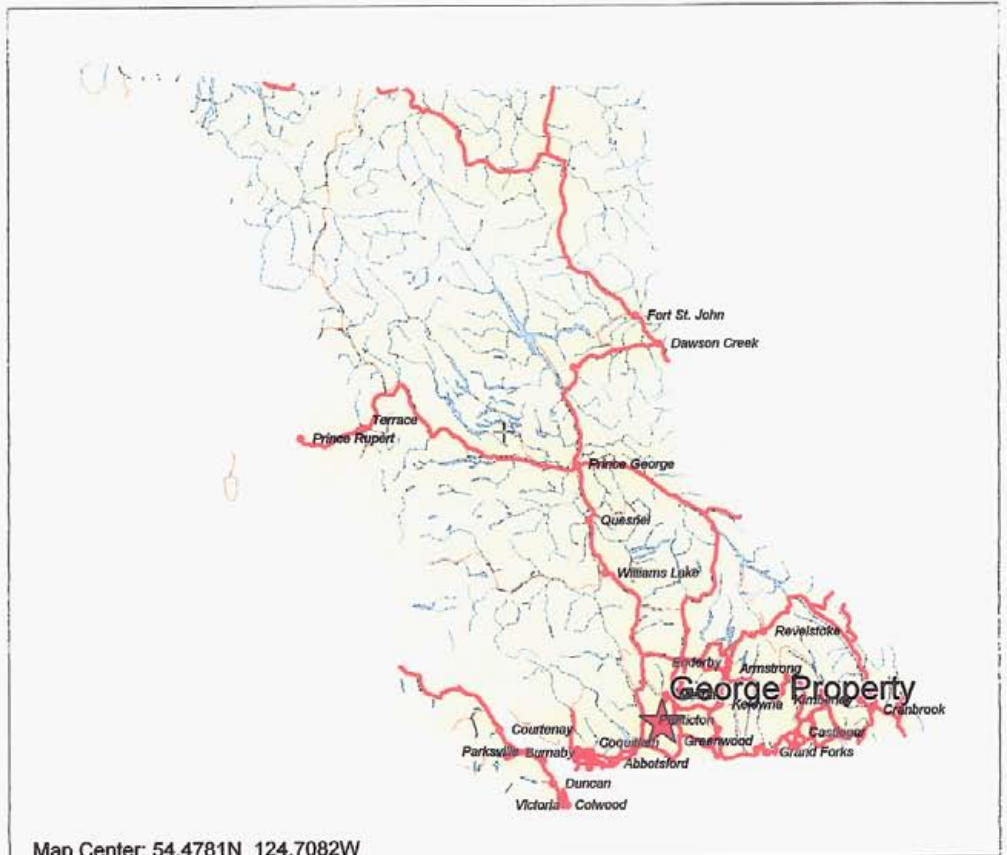 Fort St. John
Dawson Creek
Terrace
Prince Rupert
Prince George
Quesnel
Williams Lake
Revelstoke
Enderby
Armstrong
George Property
Kelowna
Kimberley
Cranbrook
Penticton
Courtenay
Coquitlam
Greenwood
Castlegar
Parksville
Burnaby
Grand Forks
Abbotsford
Duncan
Victoria
Colwood
Map Center: 54.4781N 124.7082W